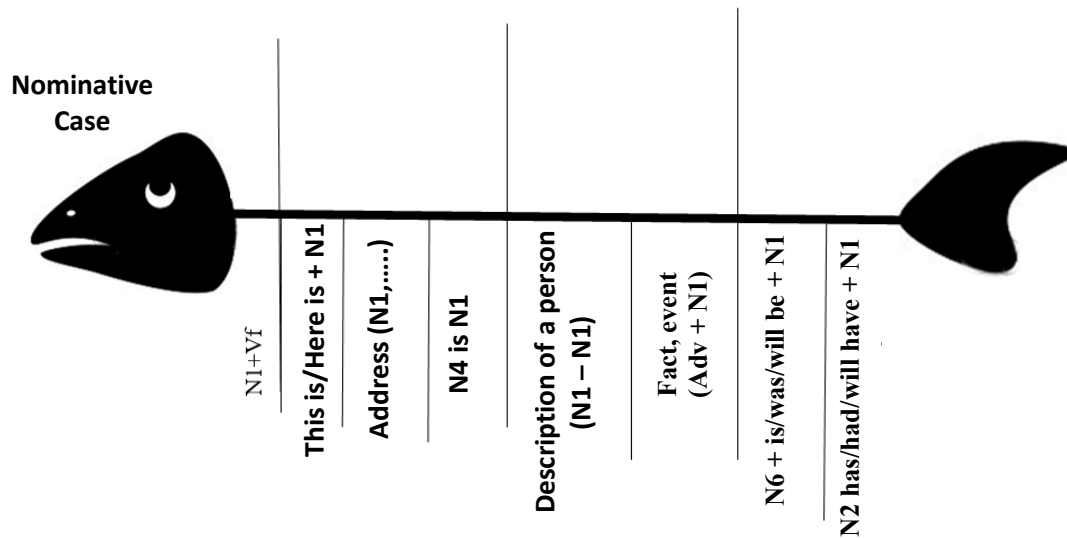 Nominative
Case
N1+Vf
This is/Here is + N1
Address (N1,.....)
N4 is N1
Description of a person
(N1 – N1)
Fact, event
(Adv + N1)
N6 + is/was/will be + N1
N2 has/had/will have + N1